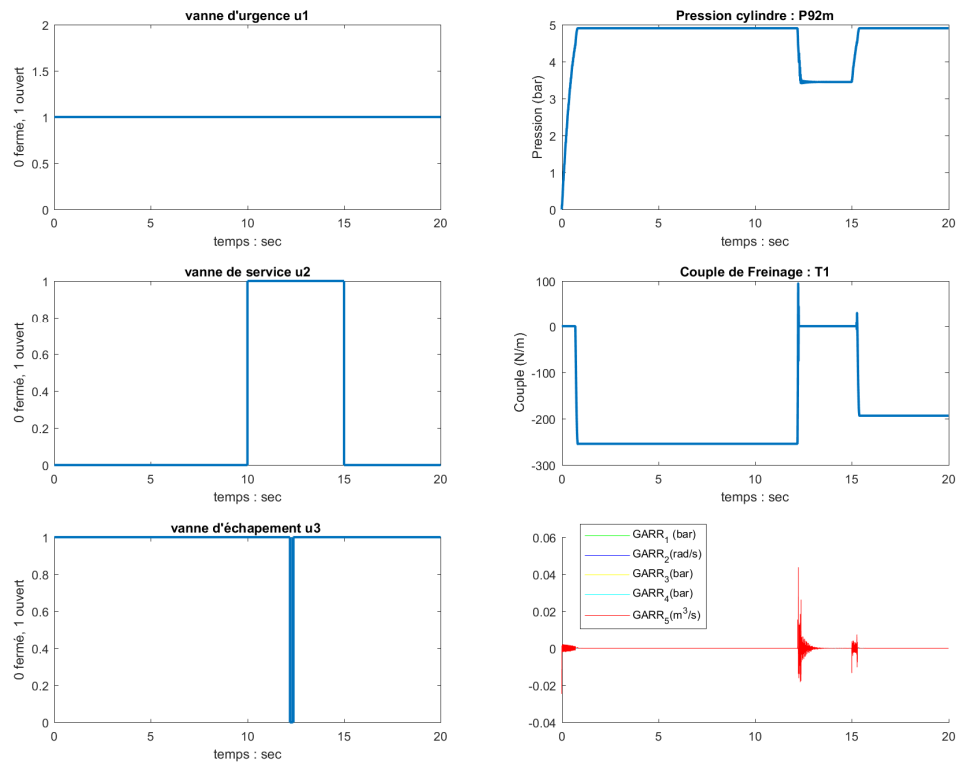 vanne d'urgence u1
2
1.5
1
0.5
0
0 fermé, 1 ouvert
0 5 10 15 20
temps : sec
Pression cylindre : P92m
5
4
3
2
1
0
Pression (bar)
0 5 10 15 20
temps : sec
vanne de service u2
1
0.8
0.6
0.4
0.2
0
0 fermé, 1 ouvert
0 5 10 15 20
temps : sec
Couple de Freinage : T1
100
0
-100
-200
-300
Couple (N/m)
0 5 10 15 20
temps : sec
vanne d'échapement u3
1
0.8
0.6
0.4
0.2
0
0 fermé, 1 ouvert
0 5 10 15 20
temps : sec
0.06
0.04
0.02
0
-0.02
-0.04
GARR1 (bar)
GARR2(rad/s)
GARR3(bar)
GARR4(bar)
GARR5(m3/s)
0 5 10 15 20